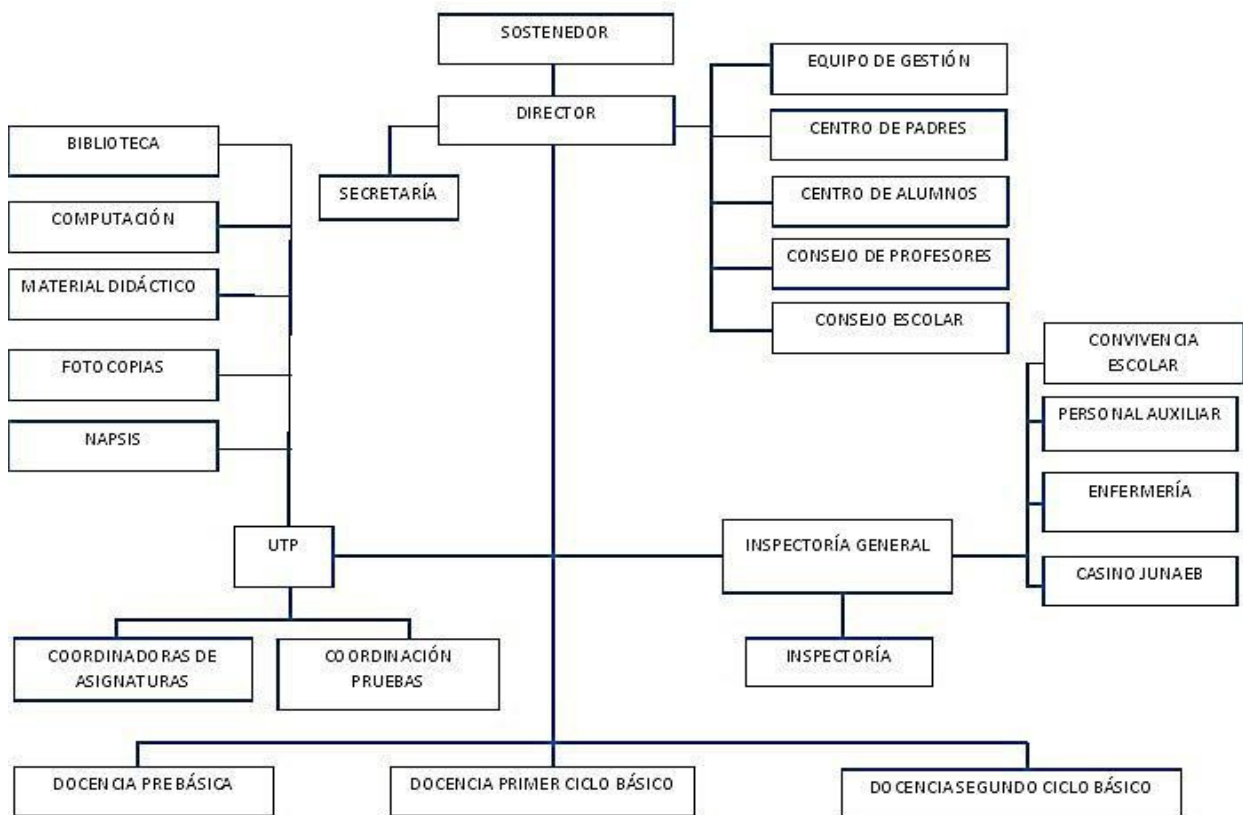 SOSTENEDOR
EQUIPO DE GESTIÓN
DIRECTOR
CENTRO DE PADRES
BIBLIOTECA
SECRETARÍA
CENTRO DE ALUMNOS
COMPUTACIÓN
CONSEJO DE PROFESORES
MATERIAL DIDÁCTICO
CONSEJO ESCOLAR
CONVIVENCIA
ESCOLAR
FOTOCOPIAS
PERSONAL AUXILIAR
NAPSIS
ENFERMERÍA
UTP
INSPECTORÍA GENERAL
CASINO JUNAEB
COORDINADORAS DE
ASIGNATURAS
COORDINACIÓN
PRUEBAS
INSPECTORÍA
DOCENCIA PREBÁSICA
DOCENCIA PRIMER CICLO BÁSICO
DOCENCIA SEGUNDO CICLO BÁSICO